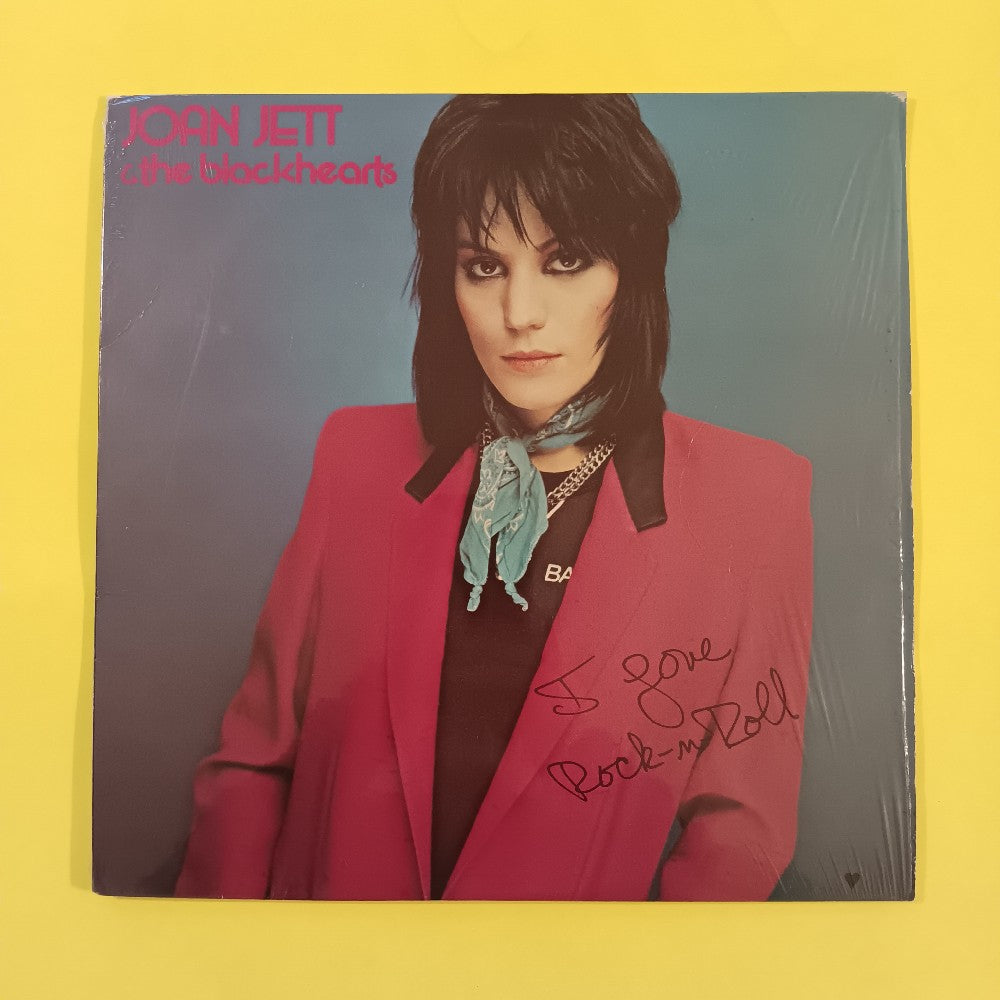 JOAN JETT
& the blackhearts
BA
I Love
Rock-n Roll